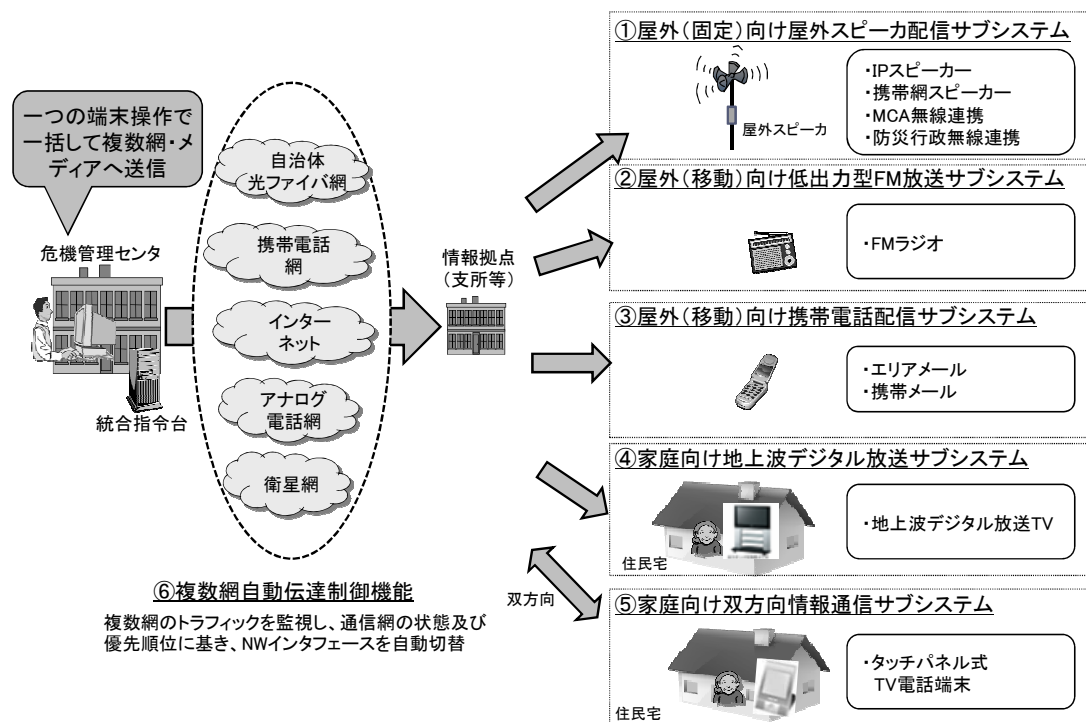 一つの端末操作で
一括して複数網・メ
ディアへ送信
危機管理センタ
統合指令台
自治体
光ファイバ網
携帯電話
網
インター
ネット
アナログ
電話網
衛星網
情報拠点
(支所等)
⑥複数網自動伝達制御機能
複数網のトラフィックを監視し、通信網の状態及び
優先順位に基き、NWインタフェースを自動切替
双方向
①屋外(固定)向け屋外スピーカ配信サブシステム
屋外スピーカ
・IPスピーカー
・携帯網スピーカー
・MCA無線連携
・防災行政無線連携
②屋外(移動)向け低出力型FM放送サブシステム
・FMラジオ
③屋外(移動)向け携帯電話配信サブシステム
・エリアメール
・携帯メール
④家庭向け地上波デジタル放送サブシステム
住民宅
・地上波デジタル放送TV
⑤家庭向け双方向情報通信サブシステム
住民宅
・タッチパネル式
TV電話端末